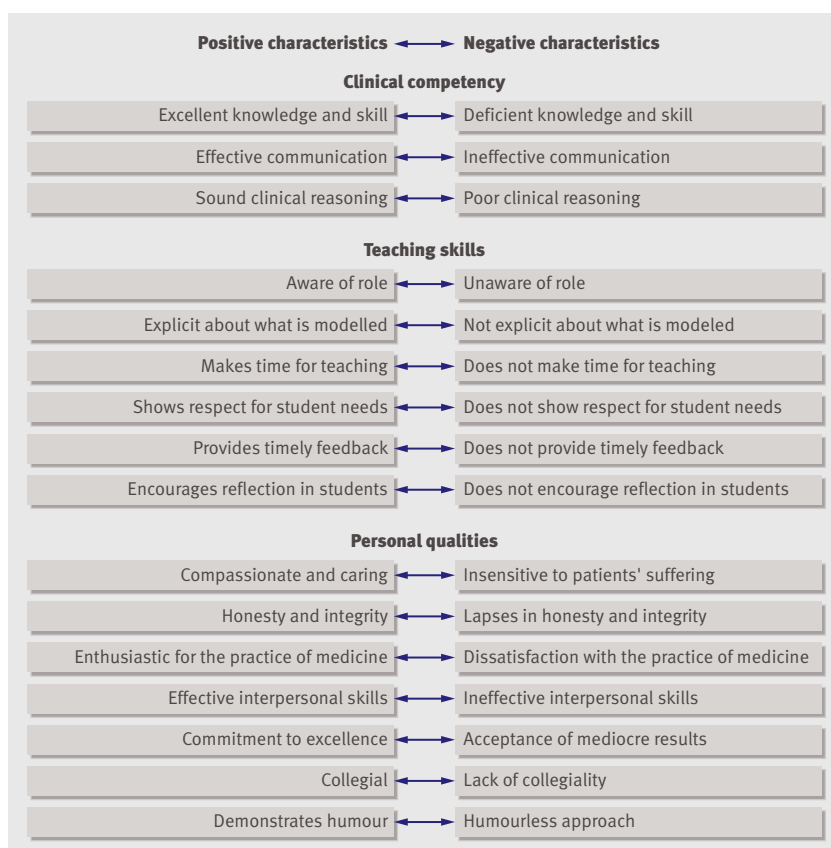 Positive characteristics Negative characteristics
Clinical competency
Excellent knowledge and skill Deficient knowledge and skill
Effective communication Ineffective communication
Sound clinical reasoning Poor clinical reasoning
Teaching skills
Aware of role Unaware of role
Explicit about what is modelled Not explicit about what is modeled
Makes time for teaching Does not make time for teaching
Shows respect for student needs Does not show respect for student needs
Provides timely feedback Does not provide timely feedback
Encourages reflection in students Does not encourage reflection in students
Personal qualities
Compassionate and caring Insensitive to patients' suffering
Honesty and integrity Lapses in honesty and integrity
Enthusiastic for the practice of medicine Dissatisfaction with the practice of medicine
Effective interpersonal skills Ineffective interpersonal skills
Commitment to excellence Acceptance of mediocre results
Collegial Lack of collegiality
Demonstrates humour Humourless approach